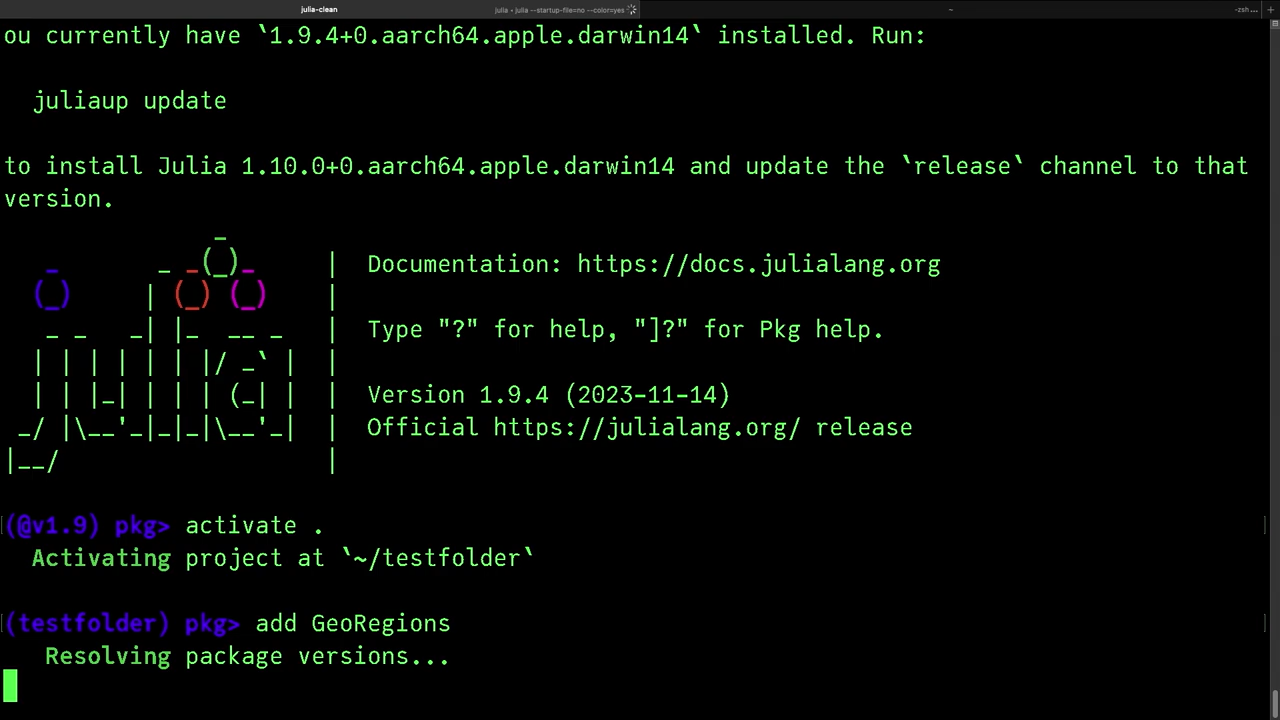 julia-clean
julia • julia --startup-file=no --color=yes
~
-zsh...
ou currently have `1.9.4+0.aarch64.apple.darwin14` installed. Run:
juliaup update
to install Julia 1.10.0+0.aarch64.apple.darwin14 and update the `release` channel to that
version.
               _
   _       _ _(_)_     |  Documentation: https://docs.julialang.org
  (_)     | (_) (_)    |
   _ _   _| |_  __ _   |  Type "?" for help, "]?" for Pkg help.
  | | | | | | |/ _` |  |
  | | |_| | | | (_| |  |  Version 1.9.4 (2023-11-14)
 _/ |\__'_|_|_|\__'_|  |  Official https://julialang.org/ release
|__/                   |
(@v1.9) pkg> activate .
Activating project at `~/testfolder`
(testfolder) pkg> add GeoRegions
Resolving package versions...